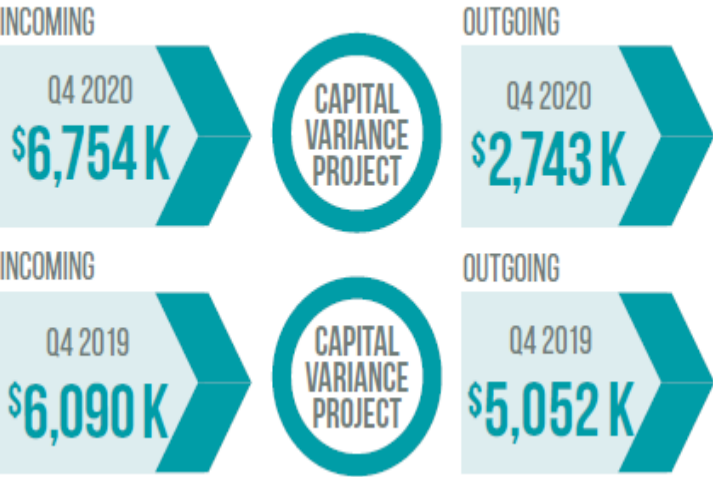 INCOMING
Q4 2020
$6,754 K
CAPITAL
VARIANCE
PROJECT
OUTGOING
Q4 2020
$2,743 K
INCOMING
Q4 2019
$6,090 K
CAPITAL
VARIANCE
PROJECT
OUTGOING
Q4 2019
$5,052 K